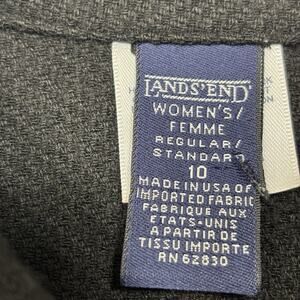 LANDS' END
WOMEN'S/
FEMME
REGULAR/
STANDARD
10
MADE IN USA OF
IMPORTED FABRIC
FABRIQUE AUX
ETATS-UNIS
A PARTIR DE
TISSU IMPORTE
RN 62830